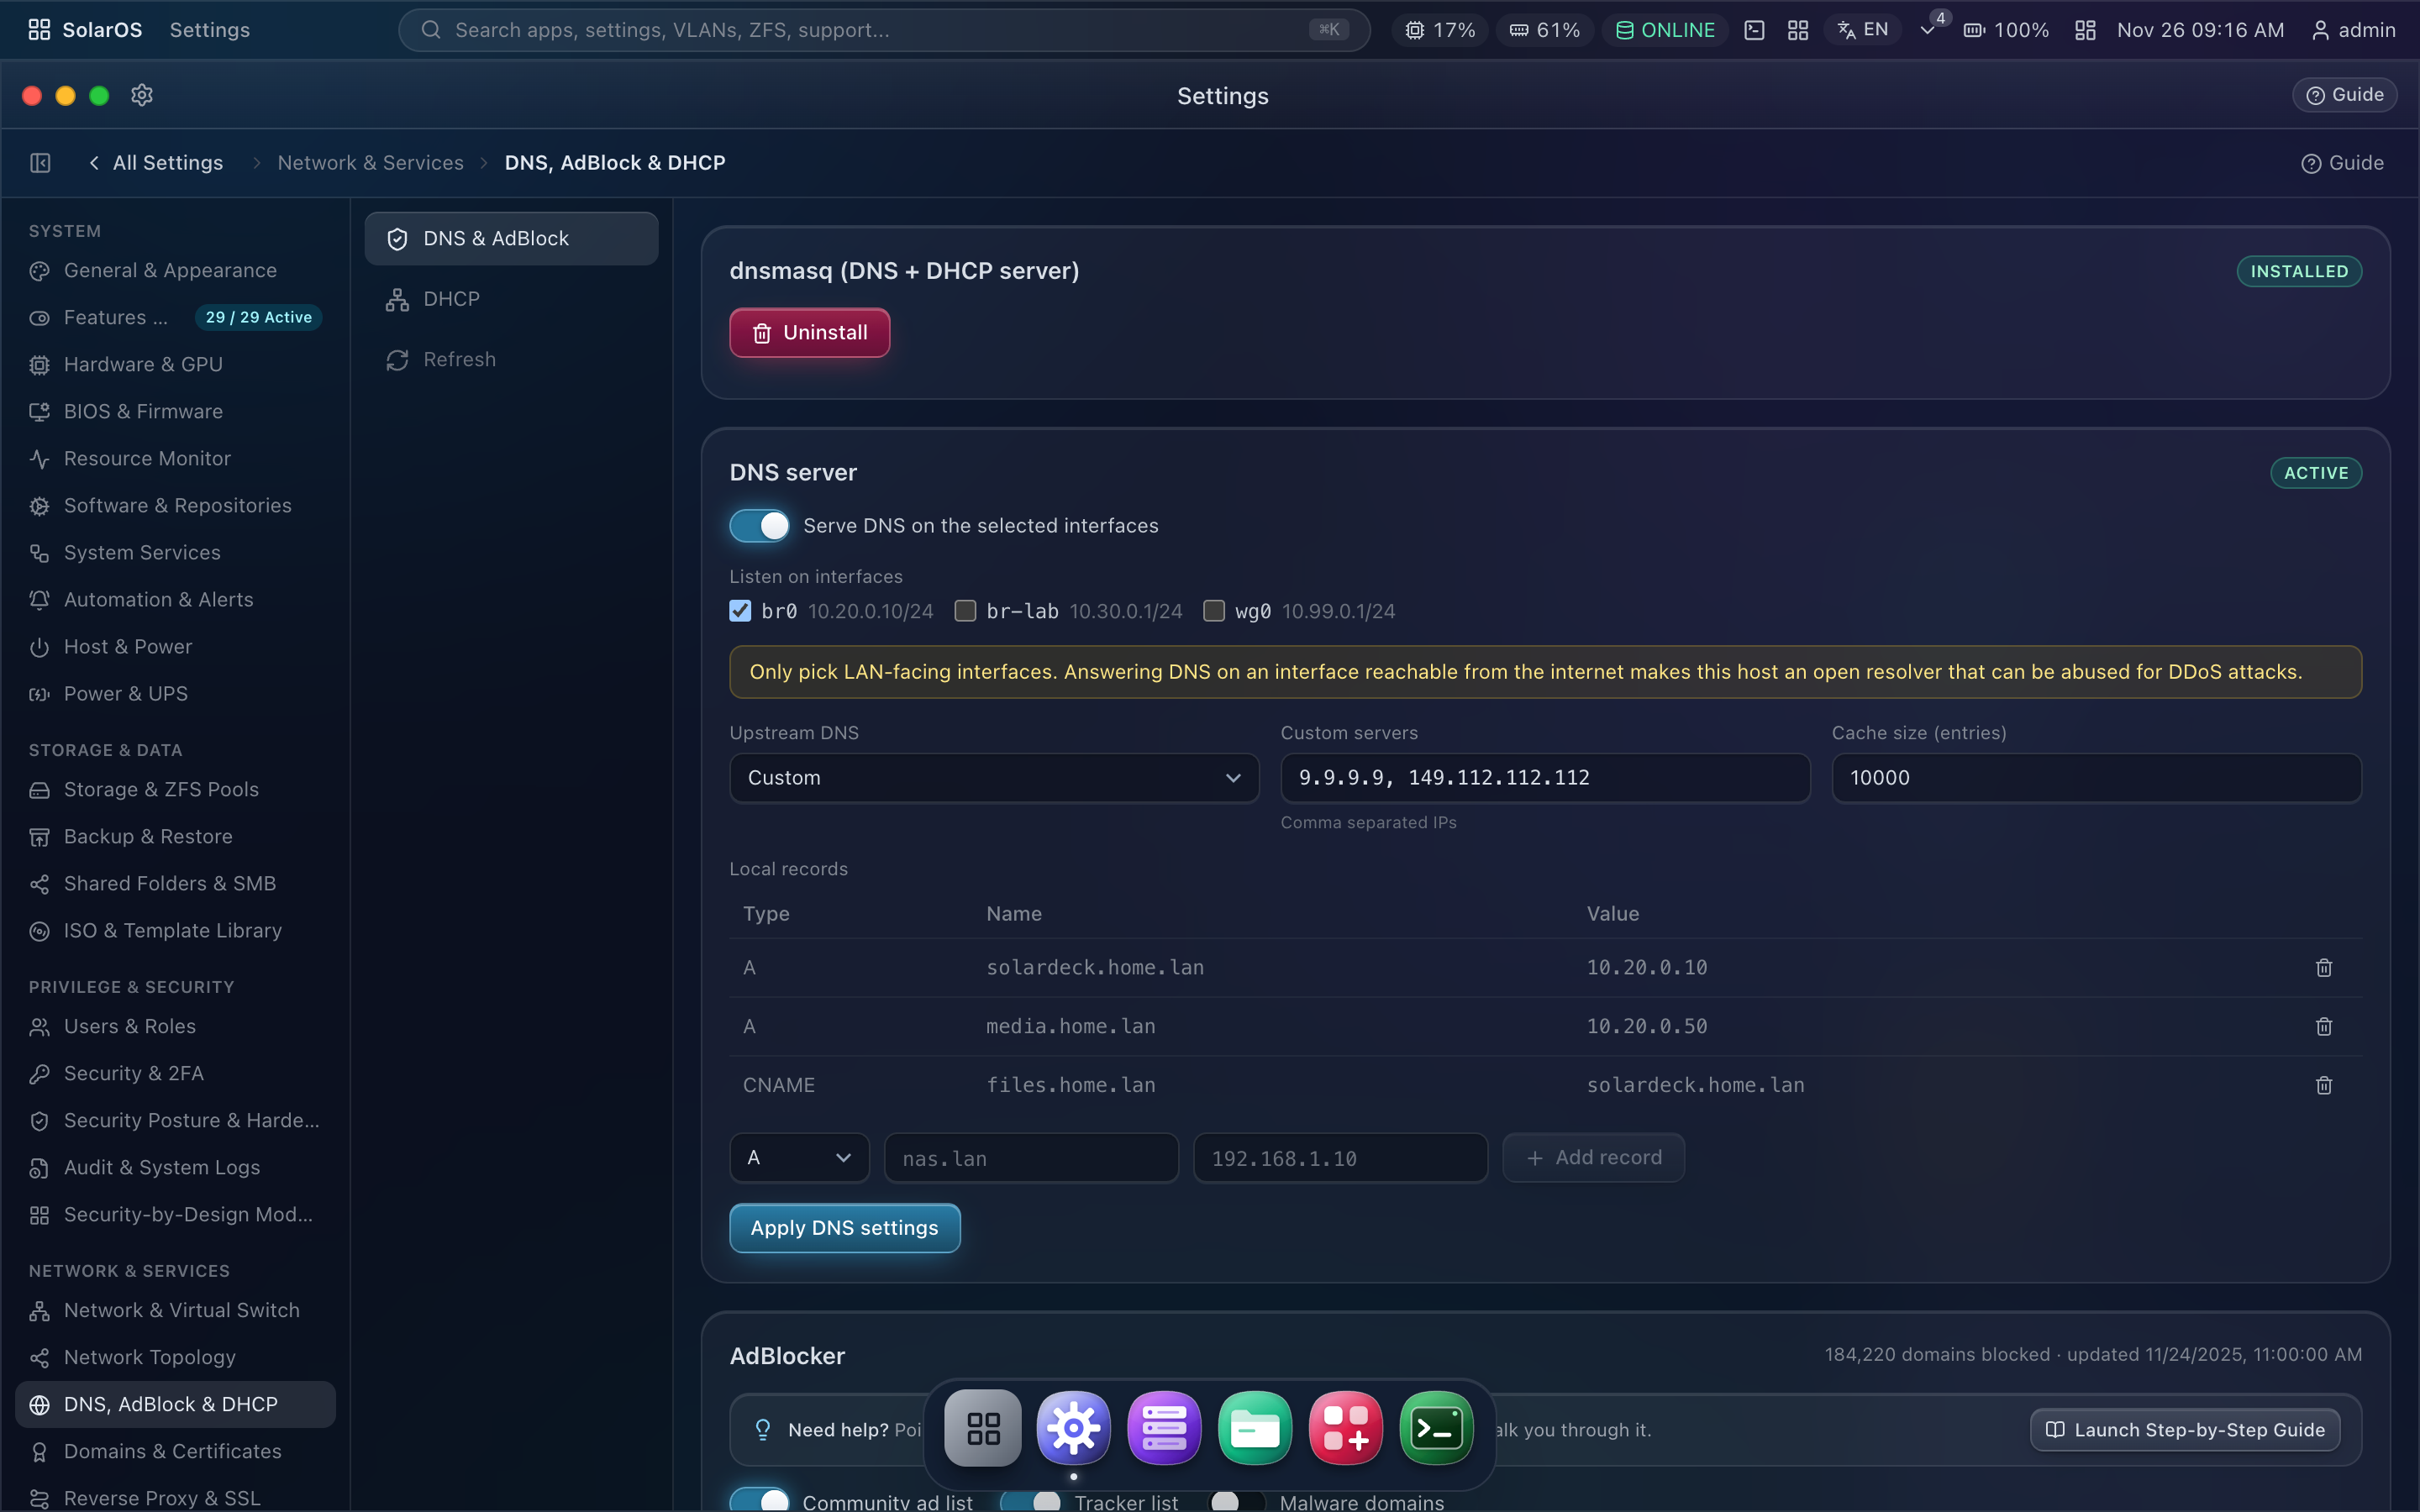 SolarOS Settings Search apps, settings, VLANs, ZFS, support... ⌘K 17% 61% ONLINE EN 4 100% Nov 26 09:16 AM admin
Settings
Guide
All Settings > Network & Services > DNS, AdBlock & DHCP
Guide
SYSTEM
General & Appearance
Features ... 29 / 29 Active
Hardware & GPU
BIOS & Firmware
Resource Monitor
Software & Repositories
System Services
Automation & Alerts
Host & Power
Power & UPS
STORAGE & DATA
Storage & ZFS Pools
Backup & Restore
Shared Folders & SMB
ISO & Template Library
PRIVILEGE & SECURITY
Users & Roles
Security & 2FA
Security Posture & Harde...
Audit & System Logs
Security-by-Design Mod...
NETWORK & SERVICES
Network & Virtual Switch
Network Topology
DNS, AdBlock & DHCP
Domains & Certificates
Reverse Proxy & SSL
DNS & AdBlock
DHCP
Refresh
dnsmasq (DNS + DHCP server)
INSTALLED
Uninstall
DNS server
ACTIVE
Serve DNS on the selected interfaces
Listen on interfaces
br0 10.20.0.10/24 br-lab 10.30.0.1/24 wg0 10.99.0.1/24
Only pick LAN-facing interfaces. Answering DNS on an interface reachable from the internet makes this host an open resolver that can be abused for DDoS attacks.
Upstream DNS Custom servers Cache size (entries)
Custom 9.9.9.9, 149.112.112.112 10000
Comma separated IPs
Local records
Type Name Value
A solardeck.home.lan 10.20.0.10
A media.home.lan 10.20.0.50
CNAME files.home.lan solardeck.home.lan
A nas.lan 192.168.1.10 + Add record
Apply DNS settings
AdBlocker
184,220 domains blocked · updated 11/24/2025, 11:00:00 AM
Need help? you through it.
Launch Step-by-Step Guide
Community ad list Tracker list Malware domains